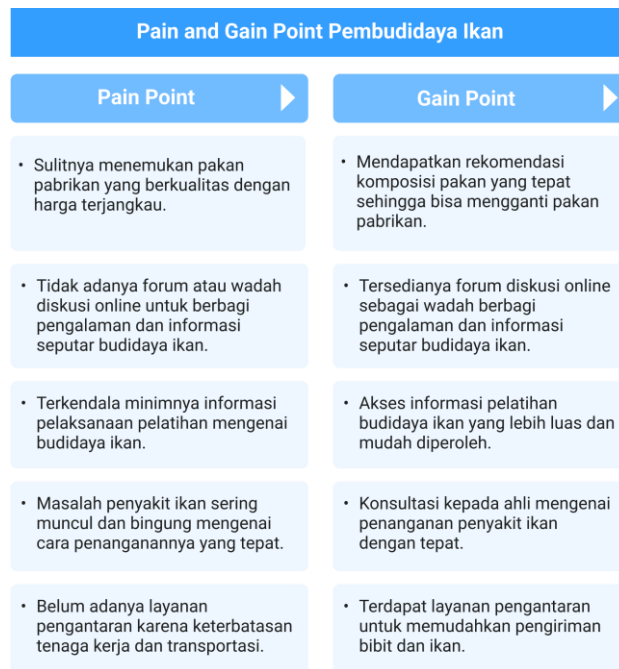 Pain and Gain Point Pembudidaya Ikan
Pain Point
Gain Point
• Sulitnya menemukan pakan
pabrikan yang berkualitas dengan
harga terjangkau.
• Mendapatkan rekomendasi
komposisi pakan yang tepat
sehingga bisa mengganti pakan
pabrikan.
• Tidak adanya forum atau wadah
diskusi online untuk berbagi
pengalaman dan informasi
seputar budidaya ikan.
• Tersedianya forum diskusi online
sebagai wadah berbagi
pengalaman dan informasi
seputar budidaya ikan.
• Terkendala minimnya informasi
pelaksanaan pelatihan mengenai
budidaya ikan.
• Akses informasi pelatihan
budidaya ikan yang lebih luas dan
mudah diperoleh.
• Masalah penyakit ikan sering
muncul dan bingung mengenai
cara penanganannya yang tepat.
• Konsultasi kepada ahli mengenai
penanganan penyakit ikan
dengan tepat.
• Belum adanya layanan
pengantaran karena keterbatasan
tenaga kerja dan transportasi.
• Terdapat layanan pengantaran
untuk memudahkan pengiriman
bibit dan ikan.